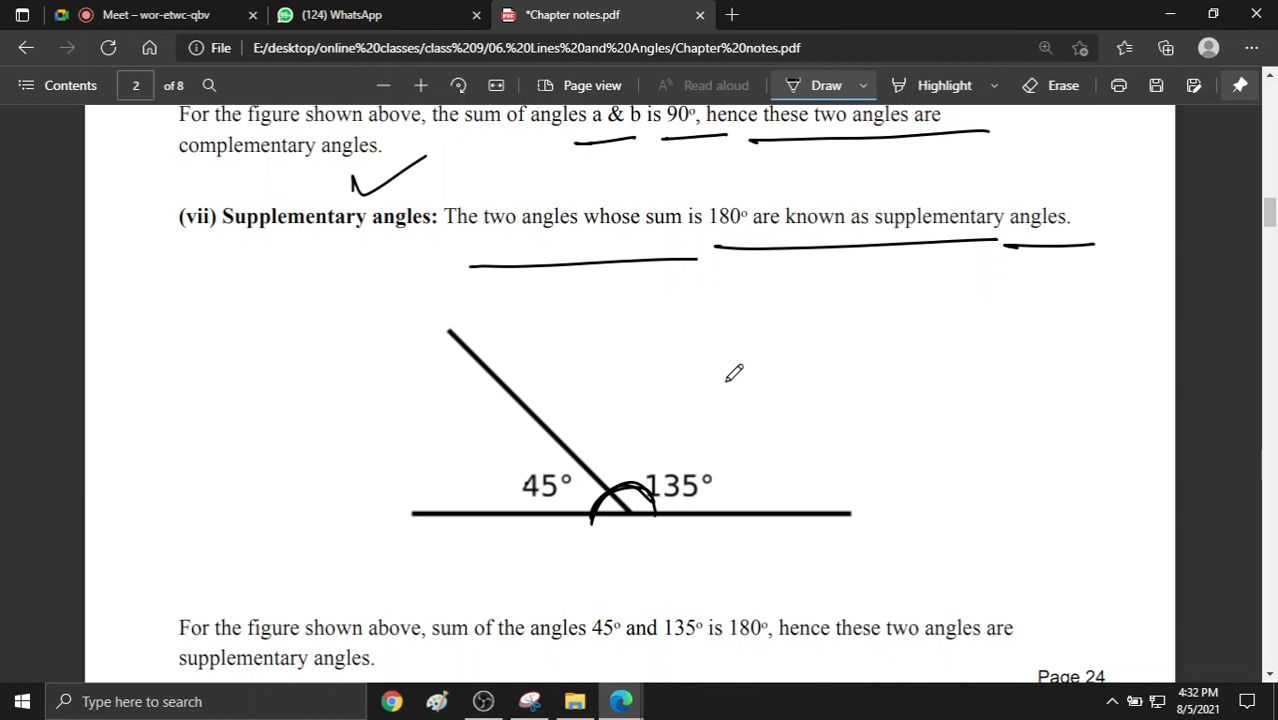 Meet – wor-etwc-qbv
(124) WhatsApp
*Chapter notes.pdf
File
E:/desktop/online%20classes/class%209/06.%20Lines%20and%20Angles/Chapter%20notes.pdf
Contents
2
of 8
Page view
Read aloud
Draw
Highlight
Erase
For the figure shown above, the sum of angles a & b is 90º, hence these two angles are
complementary angles.
(vii) Supplementary angles: The two angles whose sum is 180º are known as supplementary angles.
45°
135°
For the figure shown above, sum of the angles 45º and 135º is 180º, hence these two angles are
supplementary angles.
Page 24
Type here to search
4:32 PM
8/5/2021